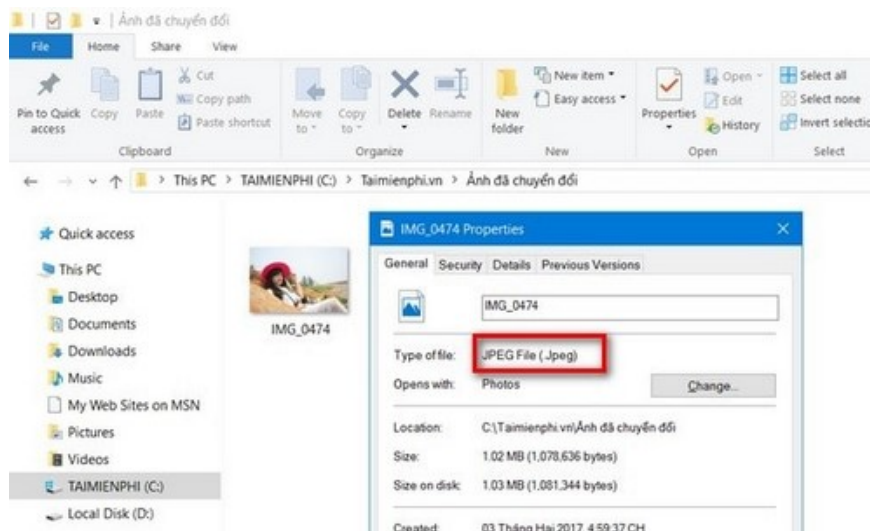 Ảnh đã chuyển đổi
File Home Share View
Pin to Quick access
Copy
Paste
Cut
Copy path
Paste shortcut
Clipboard
Move to
Copy to
Delete
Rename
Organize
New folder
New item
Easy access
New
Properties
Open
Edit
History
Open
Select all
Select none
Invert selectio
Select
This PC > TAIMIENPHI (C:) > Taimienphi.vn > Ảnh đã chuyển đổi
Quick access
This PC
Desktop
Documents
Downloads
Music
My Web Sites on MSN
Pictures
Videos
TAIMIENPHI (C:)
Local Disk (D:)
IMG_0474
IMG_0474 Properties
General Security Details Previous Versions
IMG_0474
Type of file: JPEG File (.Jpeg)
Opens with: Photos Change...
Location: C:\Taimienphi.vn\Ảnh đã chuyển đổi
Size: 1.02 MB (1,078,636 bytes)
Size on disk: 1.03 MB (1,081,344 bytes)
Created: 03 Tháng Hai 2017, 4:59:37 CH